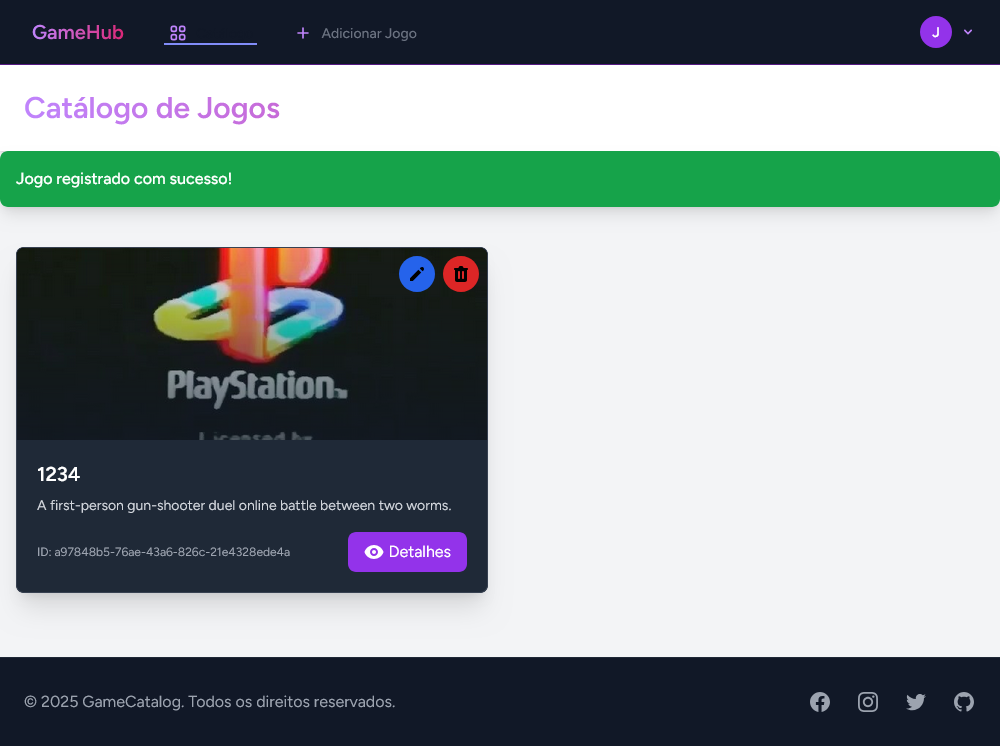 GameHub
Adicionar Jogo
J
Catálogo de Jogos
Jogo registrado com sucesso!
PlayStation™
Licensed by
1234
A first-person gun-shooter duel online battle between two worms.
ID: a97848b5-76ae-43a6-826c-21e4328ede4a
Detalhes
© 2025 GameCatalog. Todos os direitos reservados.